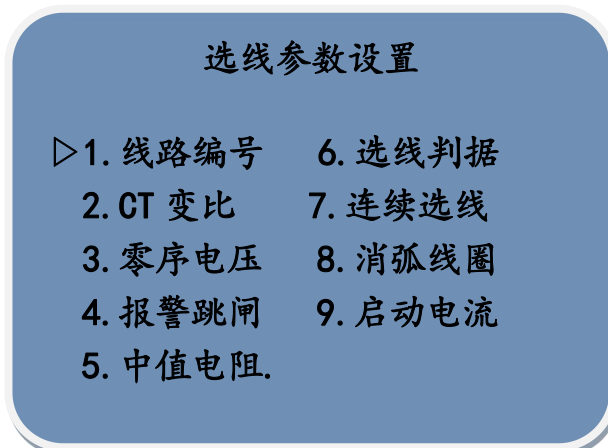 选线参数设置
▷1.线路编号 6.选线判据
2.CT 变比 7.连续选线
3.零序电压 8.消弧线圈
4.报警跳闸 9.启动电流
5.中值电阻.